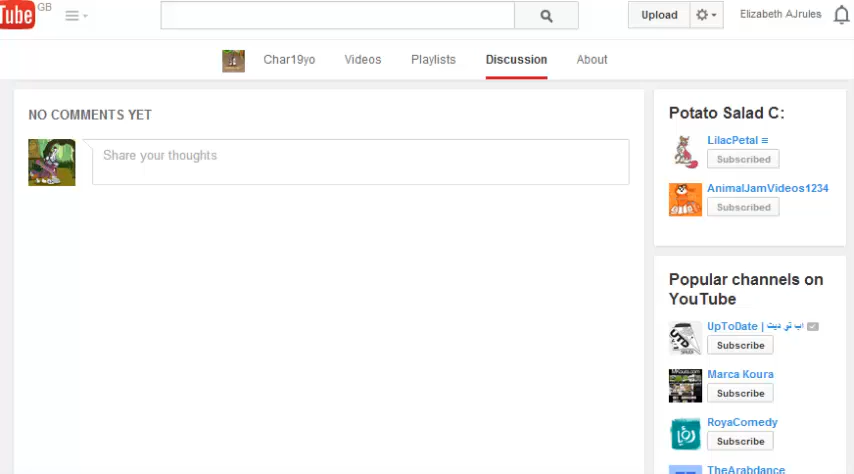 Tube GB
Upload
Elizabeth AJrules
Char19yo
Videos
Playlists
Discussion
About
NO COMMENTS YET
Share your thoughts
Potato Salad C:
LilacPetal ≡
Subscribed
AnimalJamVideos1234
Subscribed
Popular channels on
YouTube
UpToDate | اب تو ديت
Subscribe
Marca Koura
Subscribe
RoyaComedy
Subscribe
TheArabdance